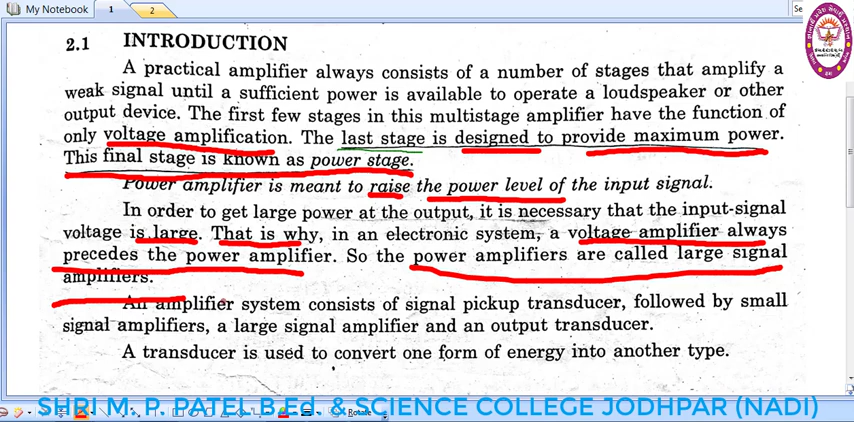 My Notebook
1
2
Se
2.1 INTRODUCTION
A practical amplifier always consists of a number of stages that amplify a
weak signal until a sufficient power is available to operate a loudspeaker or other
output device. The first few stages in this multistage amplifier have the function of
only voltage amplification. The last stage is designed to provide maximum power.
This final stage is known as power stage.
Power amplifier is meant to raise the power level of the input signal.
In order to get large power at the output, it is necessary that the input-signal
voltage is large. That is why, in an electronic system, a voltage amplifier always
precedes the power amplifier. So the power amplifiers are called large signal
amplifiers.
An amplifier system consists of signal pickup transducer, followed by small
signal amplifiers, a large signal amplifier and an output transducer.
A transducer is used to convert one form of energy into another type.
Rotate
SHRI M. P. PATEL B.Ed. & SCIENCE COLLEGE JODHPAR (NADI)